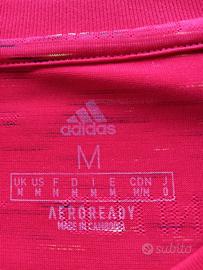 adidas
M
UK US F D I E CDN J
M M M M/M M/M M O
AEROREADY
MADE IN CAMBODIA
subito